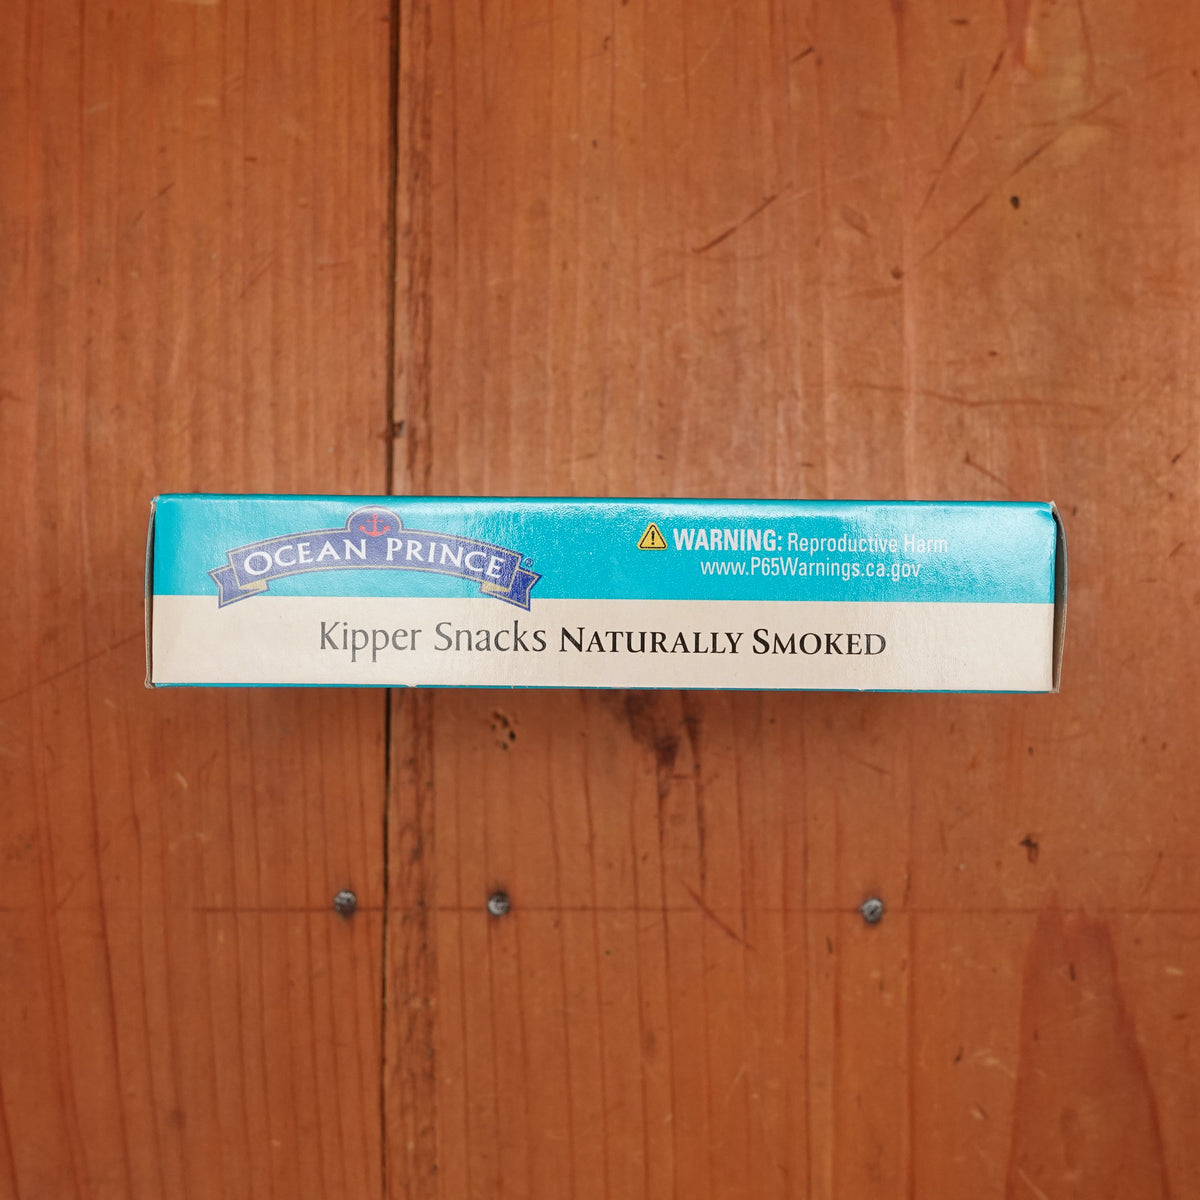 OCEAN PRINCE®
WARNING: Reproductive Harm
www.P65Warnings.ca.gov
Kipper Snacks NATURALLY SMOKED